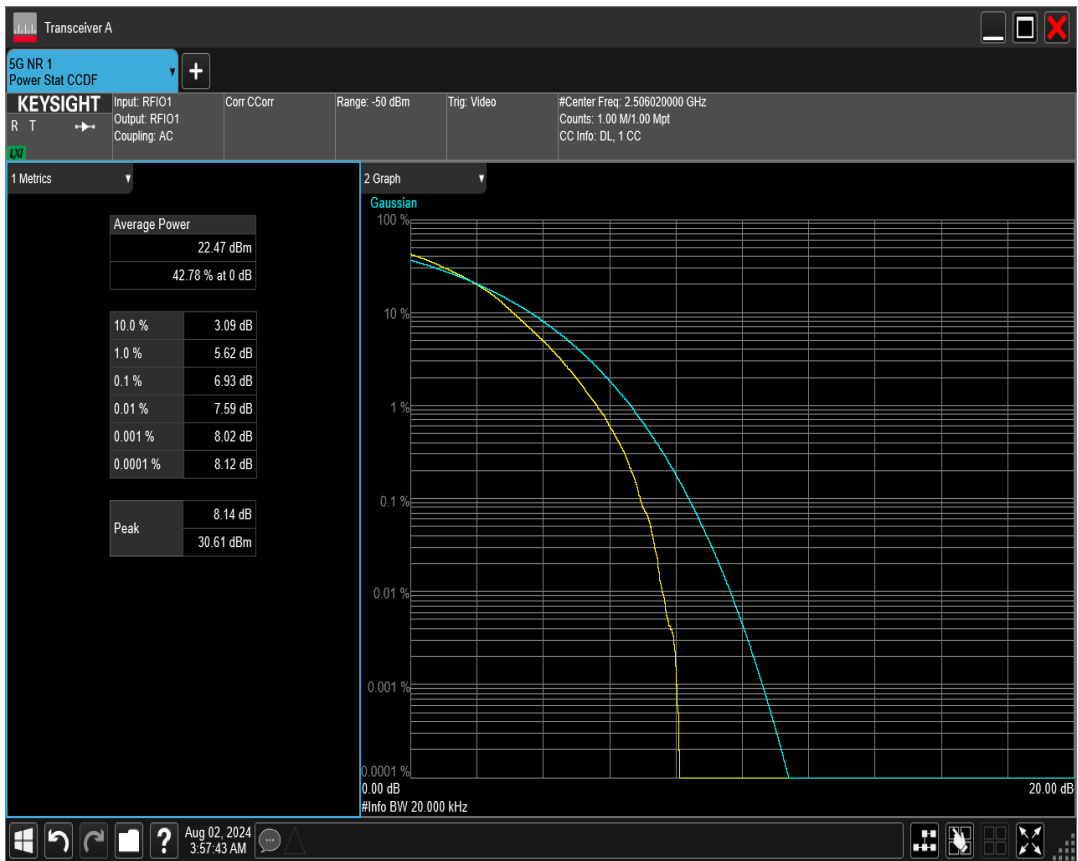 Transceiver A
5G NR 1
Power Stat CCDF
KEYSIGHT
R T
LXI
Input: RFIO1
Output: RFIO1
Coupling: AC
Corr CCorr
Range: -50 dBm
Trig: Video
#Center Freq: 2.506020000 GHz
Counts: 1.00 M/1.00 Mpt
CC Info: DL, 1 CC
1 Metrics
Average Power
22.47 dBm
42.78 % at 0 dB
10.0 % 3.09 dB
1.0 % 5.62 dB
0.1 % 6.93 dB
0.01 % 7.59 dB
0.001 % 8.02 dB
0.0001 % 8.12 dB
Peak
8.14 dB
30.61 dBm
2 Graph
Gaussian
100 %
10 %
1 %
0.1 %
0.01 %
0.001 %
0.0001 %
0.00 dB
20.00 dB
#Info BW 20.000 kHz
?
Aug 02, 2024
3:57:43 AM